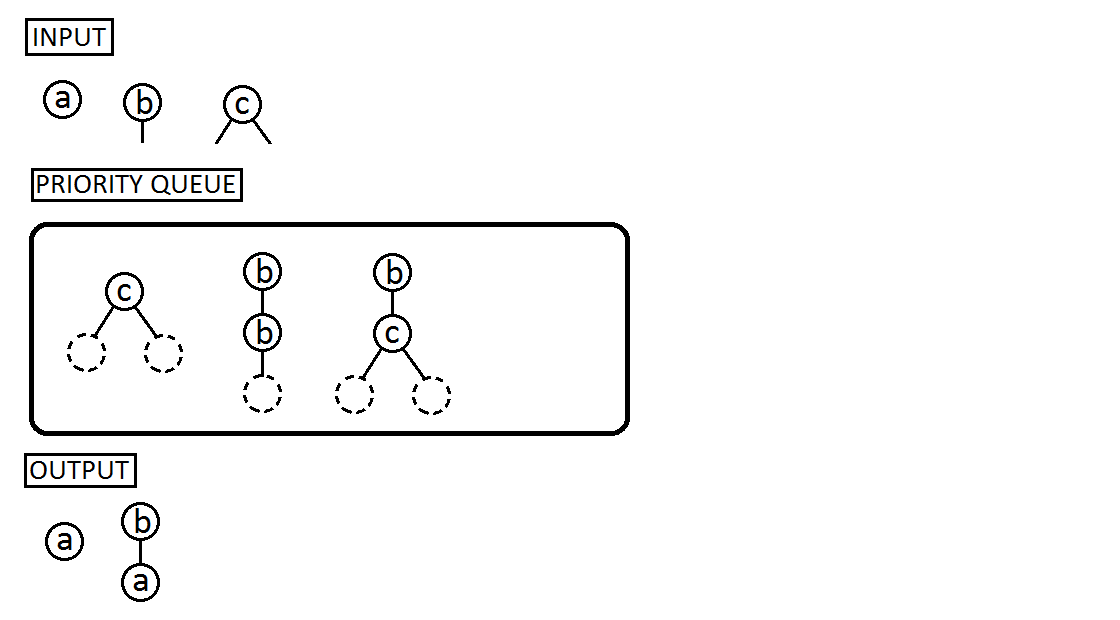 INPUT
a b c
PRIORITY QUEUE
c b b
b c
OUTPUT
a b
a